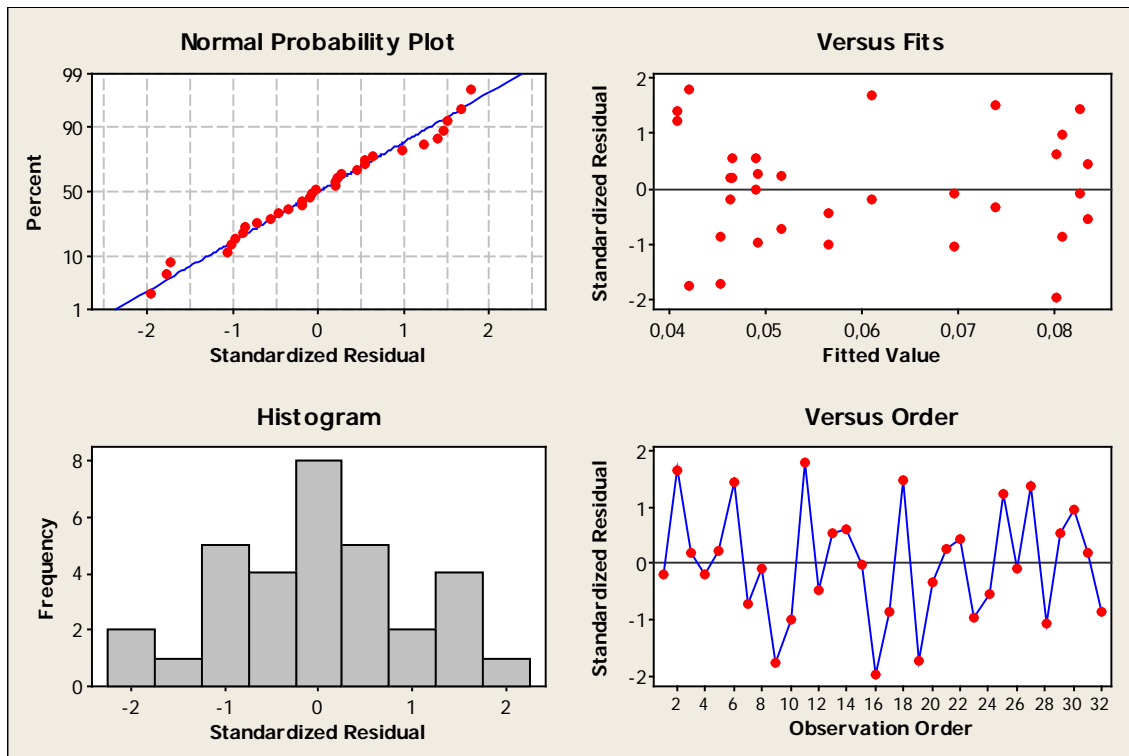 Normal Probability Plot
99
90
50
10
1
Percent
-2 -1 0 1 2
Standardized Residual
Versus Fits
2
1
0
-1
-2
Standardized Residual
0,04 0,05 0,06 0,07 0,08
Fitted Value
Histogram
8
6
4
2
0
Frequency
-2 -1 0 1 2
Standardized Residual
Versus Order
2
1
0
-1
-2
Standardized Residual
2 4 6 8 10 12 14 16 18 20 22 24 26 28 30 32
Observation Order